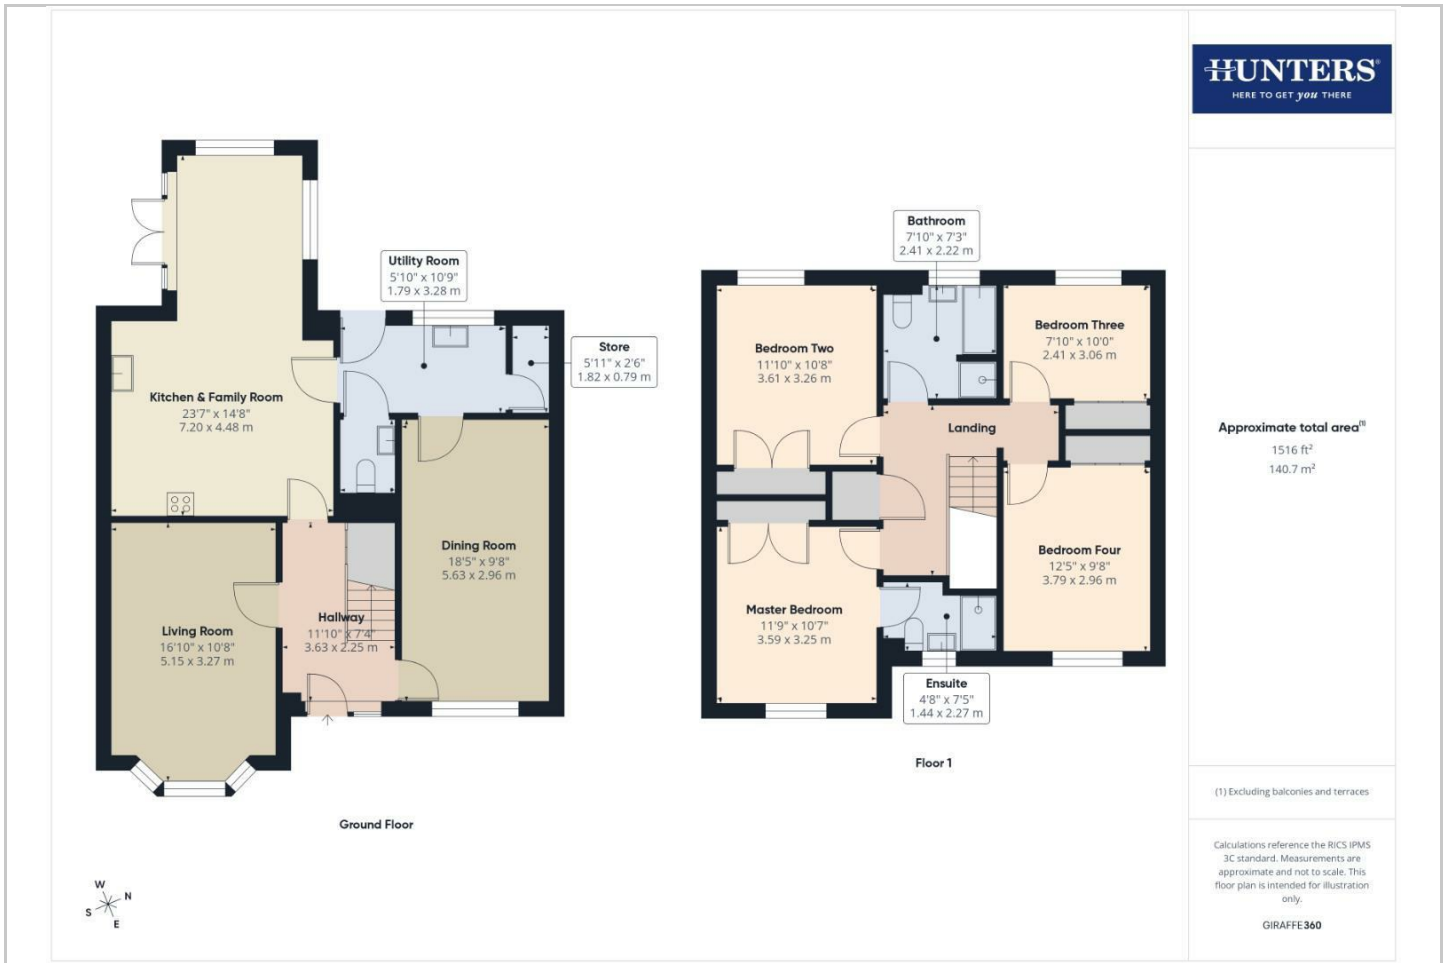 HUNTERS®
HERE TO GET you THERE
Utility Room
5'10" x 10'9"
1.79 x 3.28 m
Store
5'11" x 2'6"
1.82 x 0.79 m
Kitchen & Family Room
23'7" x 14'8"
7.20 x 4.48 m
Dining Room
18'5" x 9'8"
5.63 x 2.96 m
Hallway
11'10" x 7'4"
3.63 x 2.25 m
Living Room
16'10" x 10'8"
5.15 x 3.27 m
Ground Floor
Bathroom
7'10" x 7'3"
2.41 x 2.22 m
Bedroom Two
11'10" x 10'8"
3.61 x 3.26 m
Bedroom Three
7'10" x 10'0"
2.41 x 3.06 m
Landing
Bedroom Four
12'5" x 9'8"
3.79 x 2.96 m
Master Bedroom
11'9" x 10'7"
3.59 x 3.25 m
Ensuite
4'8" x 7'5"
1.44 x 2.27 m
Floor 1
W
N
S
E
Approximate total area⁽¹⁾
1516 ft²
140.7 m²
(1) Excluding balconies and terraces
Calculations reference the RICS IPMS
3C standard. Measurements are
approximate and not to scale. This
floor plan is intended for illustration
only.
GIRAFFE360